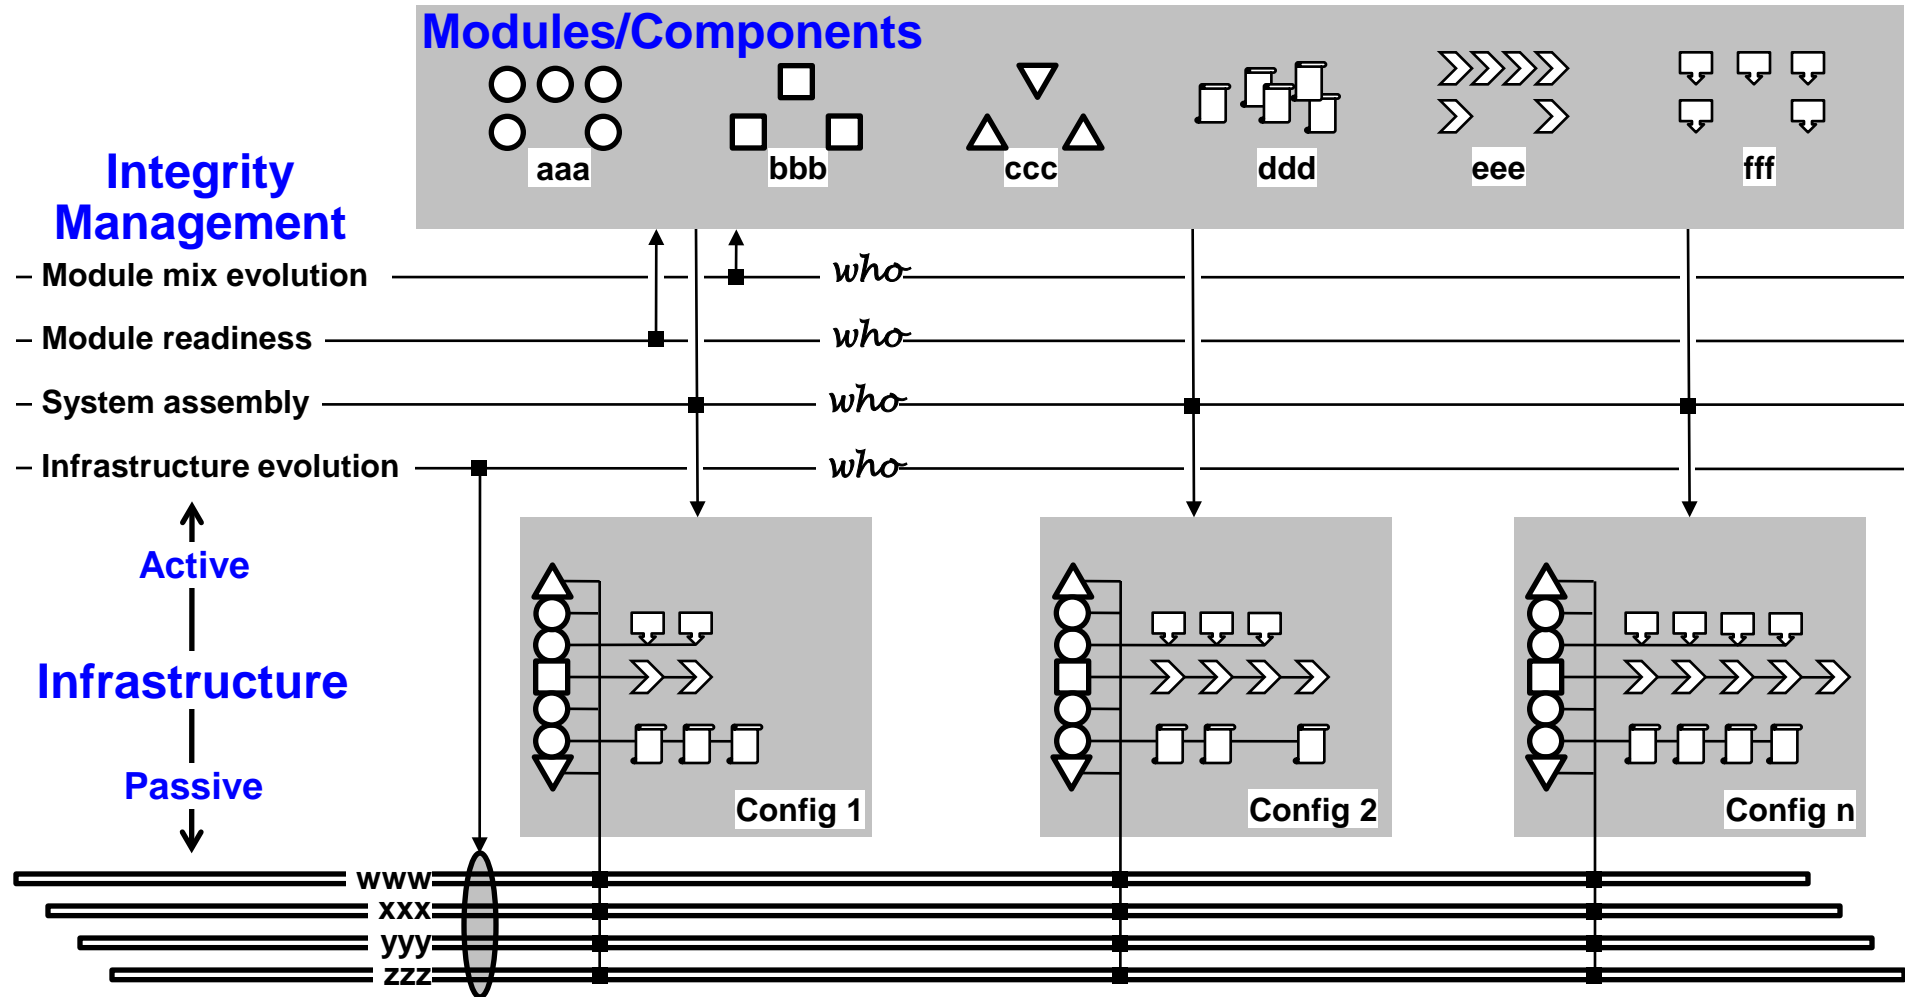 Modules/Components
aaa
bbb
ccc
ddd
eee
fff
Integrity
Management
– Module mix evolution
who
– Module readiness
who
– System assembly
who
– Infrastructure evolution
who
Active
Infrastructure
Passive
Config 1
Config 2
Config n
www
xxx
yyy
zzz